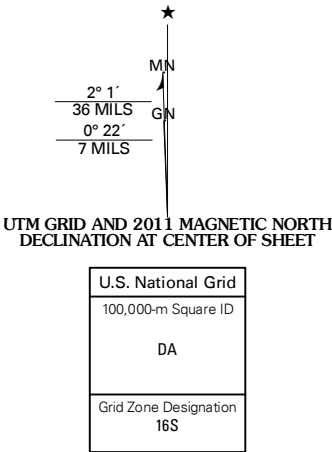 MN
2° 1´
36 MILS
GN
0° 22´
7 MILS
UTM GRID AND 2011 MAGNETIC NORTH
DECLINATION AT CENTER OF SHEET
U.S. National Grid
100,000-m Square ID
DA
Grid Zone Designation
16S